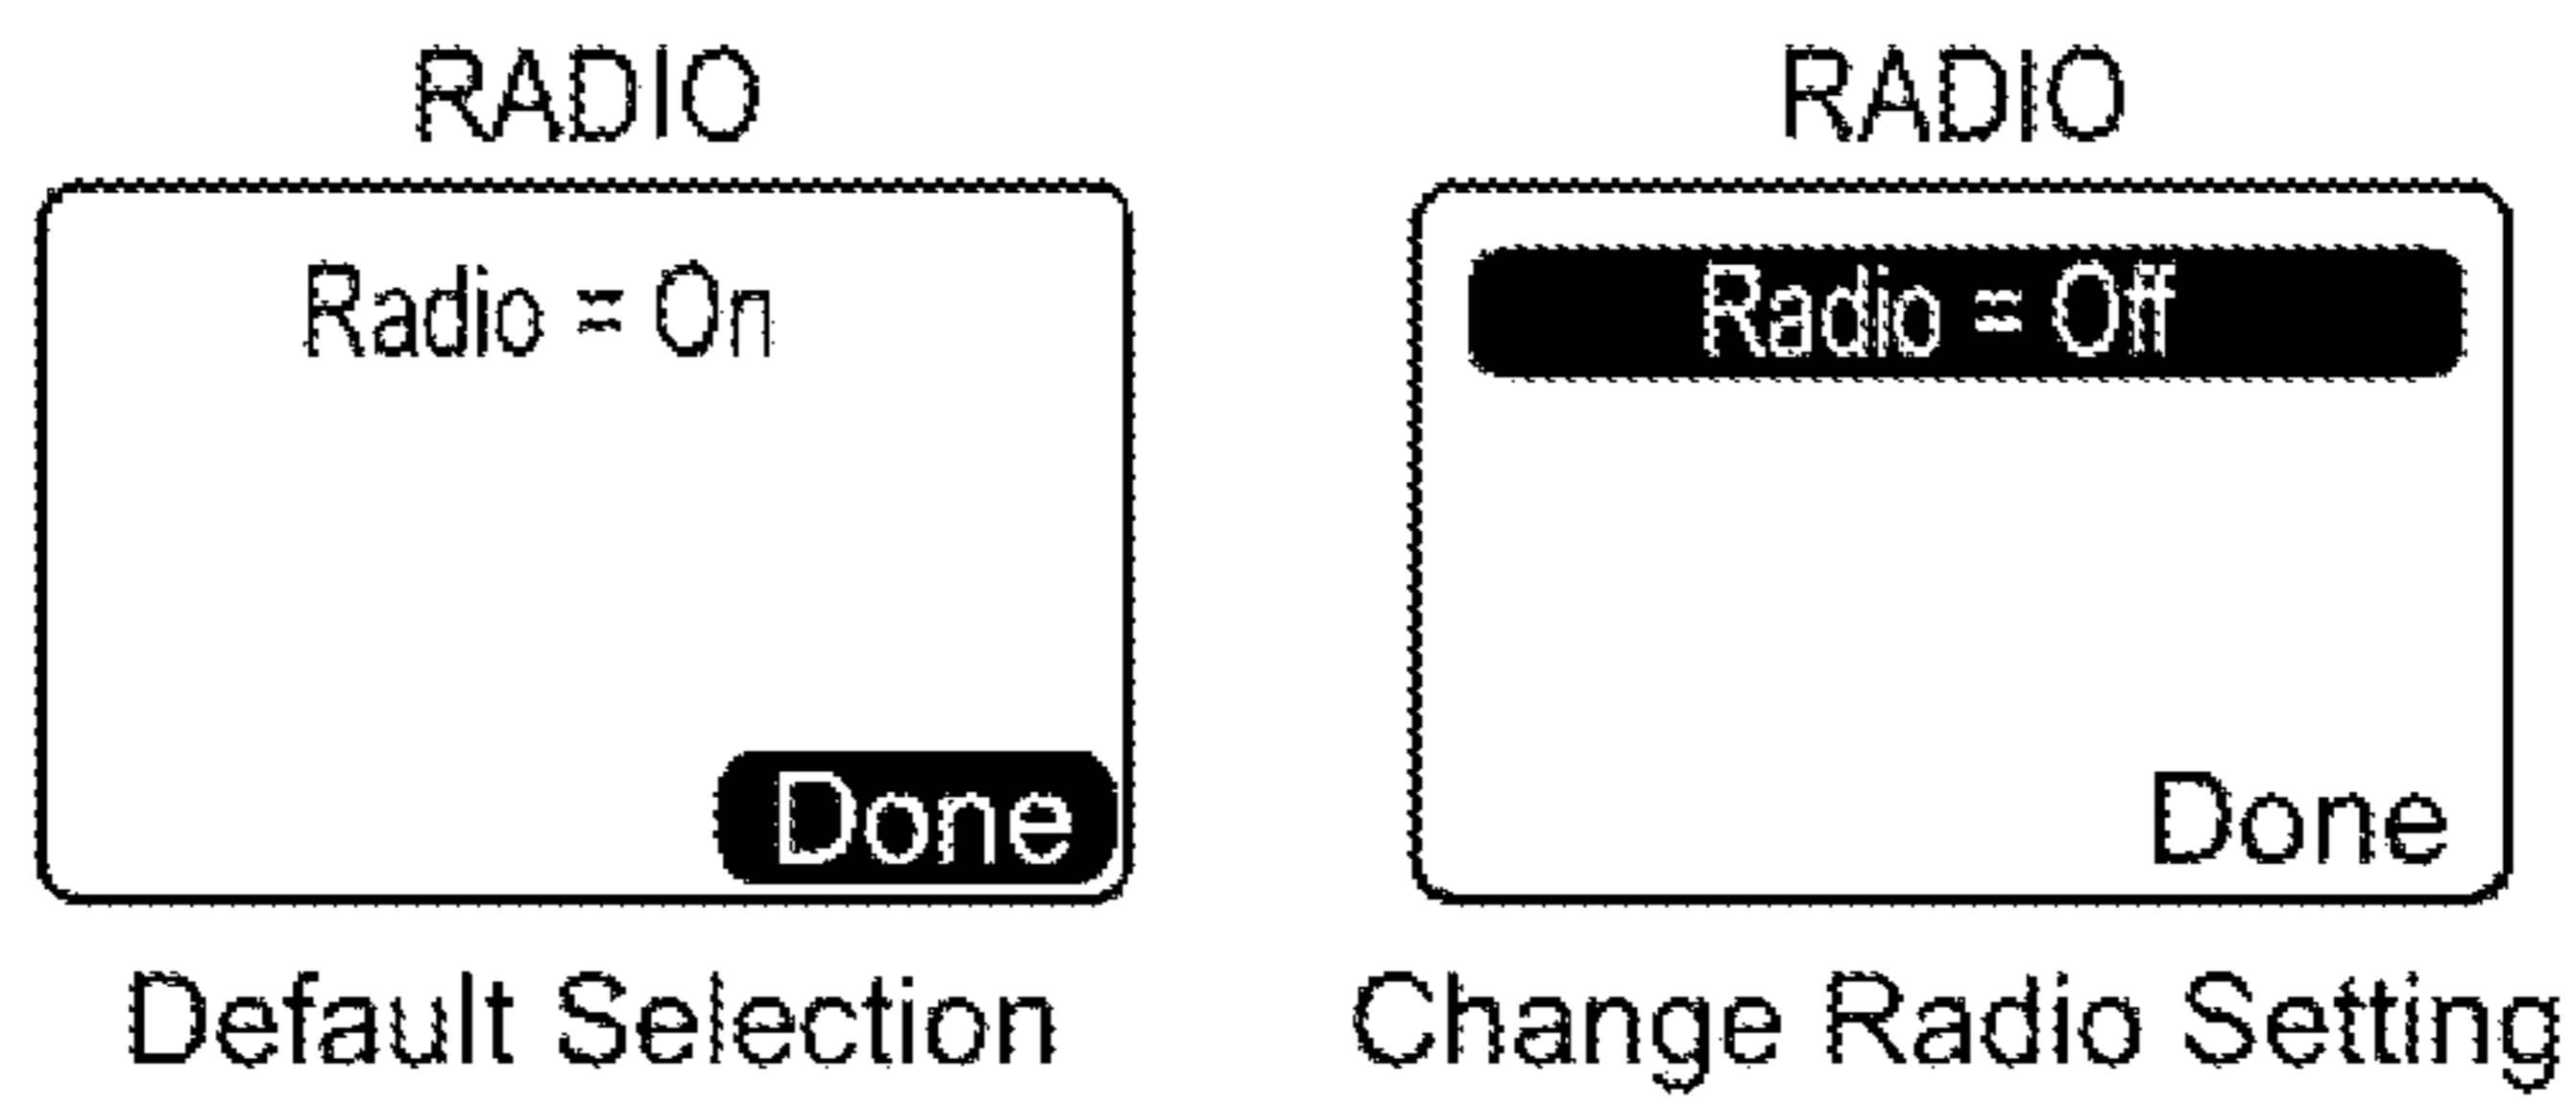 RADIO
Radio = On
Done
Default Selection
RADIO
Radio = Off
Done
Change Radio Setting